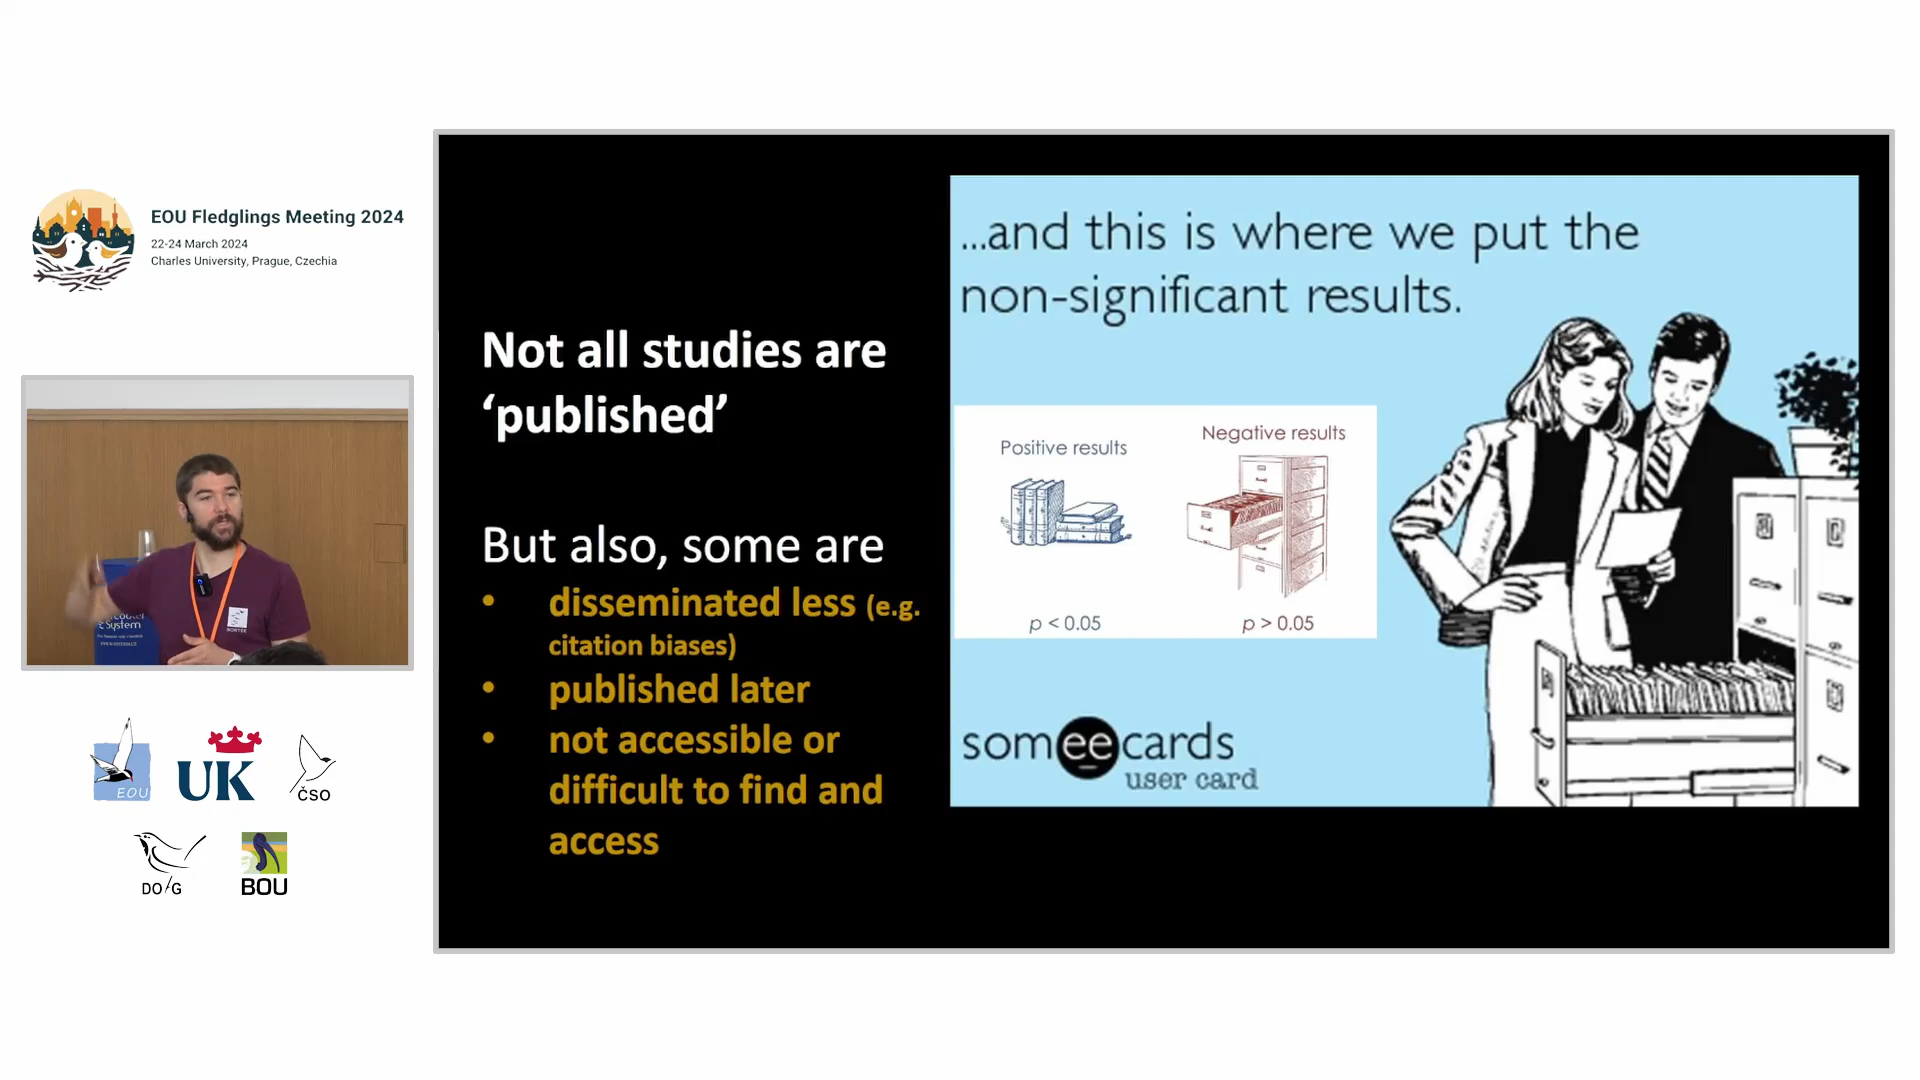 EOU Fledglings Meeting 2024
22-24 March 2024
Charles University, Prague, Czechia
SORTEE
System
EOU
UK
ČSO
DO/G
BOU
Not all studies are
‘published’
But also, some are
• disseminated less (e.g.
citation biases)
• published later
• not accessible or
difficult to find and
access
...and this is where we put the
non-significant results.
Positive results
Negative results
p < 0.05
p > 0.05
someecards
user card